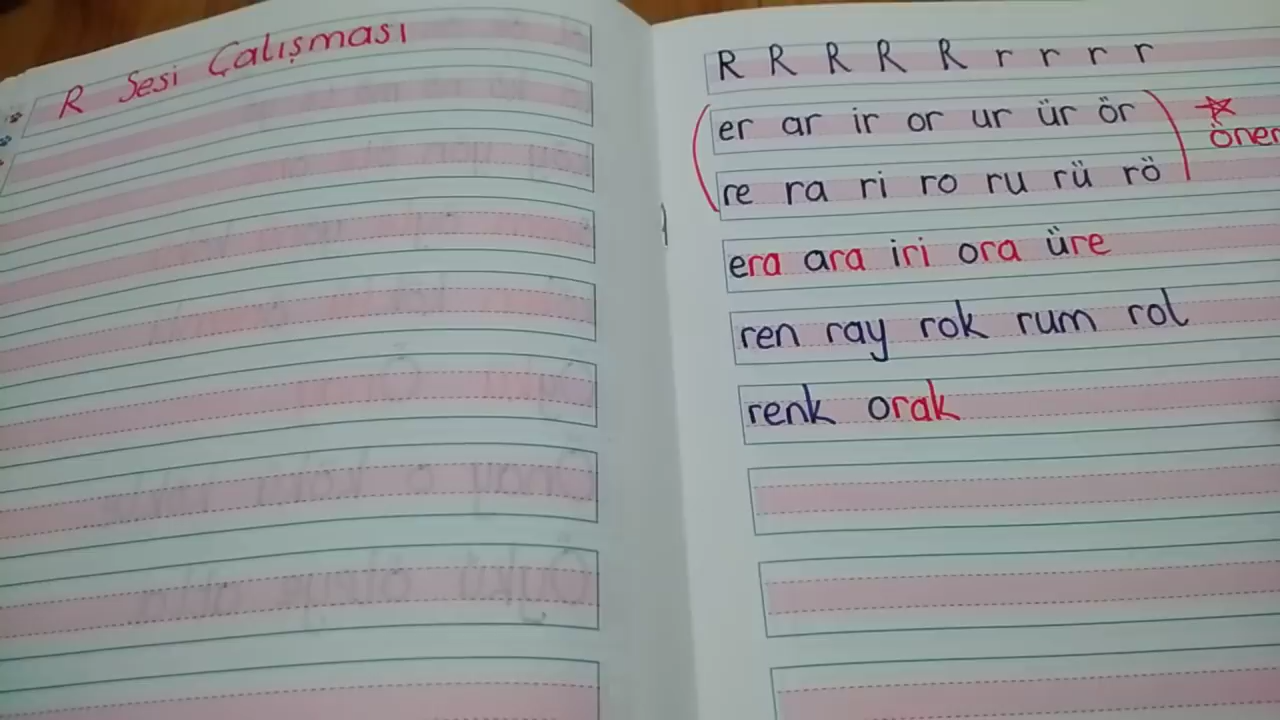 R Sesi Çalışması
R R R R R r r r r
er ar ir or ur ür ör
re ra ri ro ru rü rö
era ara iri ora üre
ren ray rok rum rol
renk orak